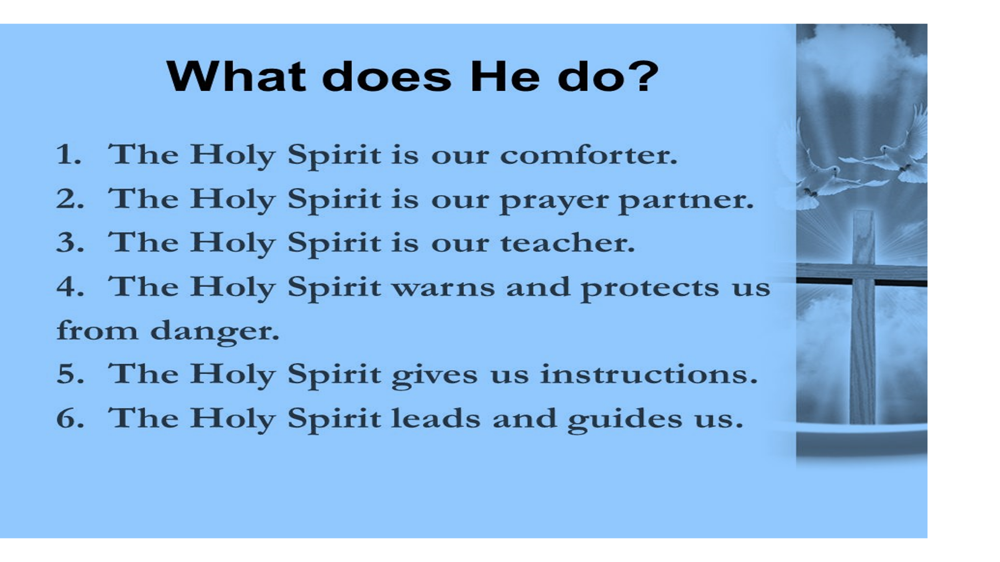 What does He do?
1. The Holy Spirit is our comforter.
2. The Holy Spirit is our prayer partner.
3. The Holy Spirit is our teacher.
4. The Holy Spirit warns and protects us
from danger.
5. The Holy Spirit gives us instructions.
6. The Holy Spirit leads and guides us.